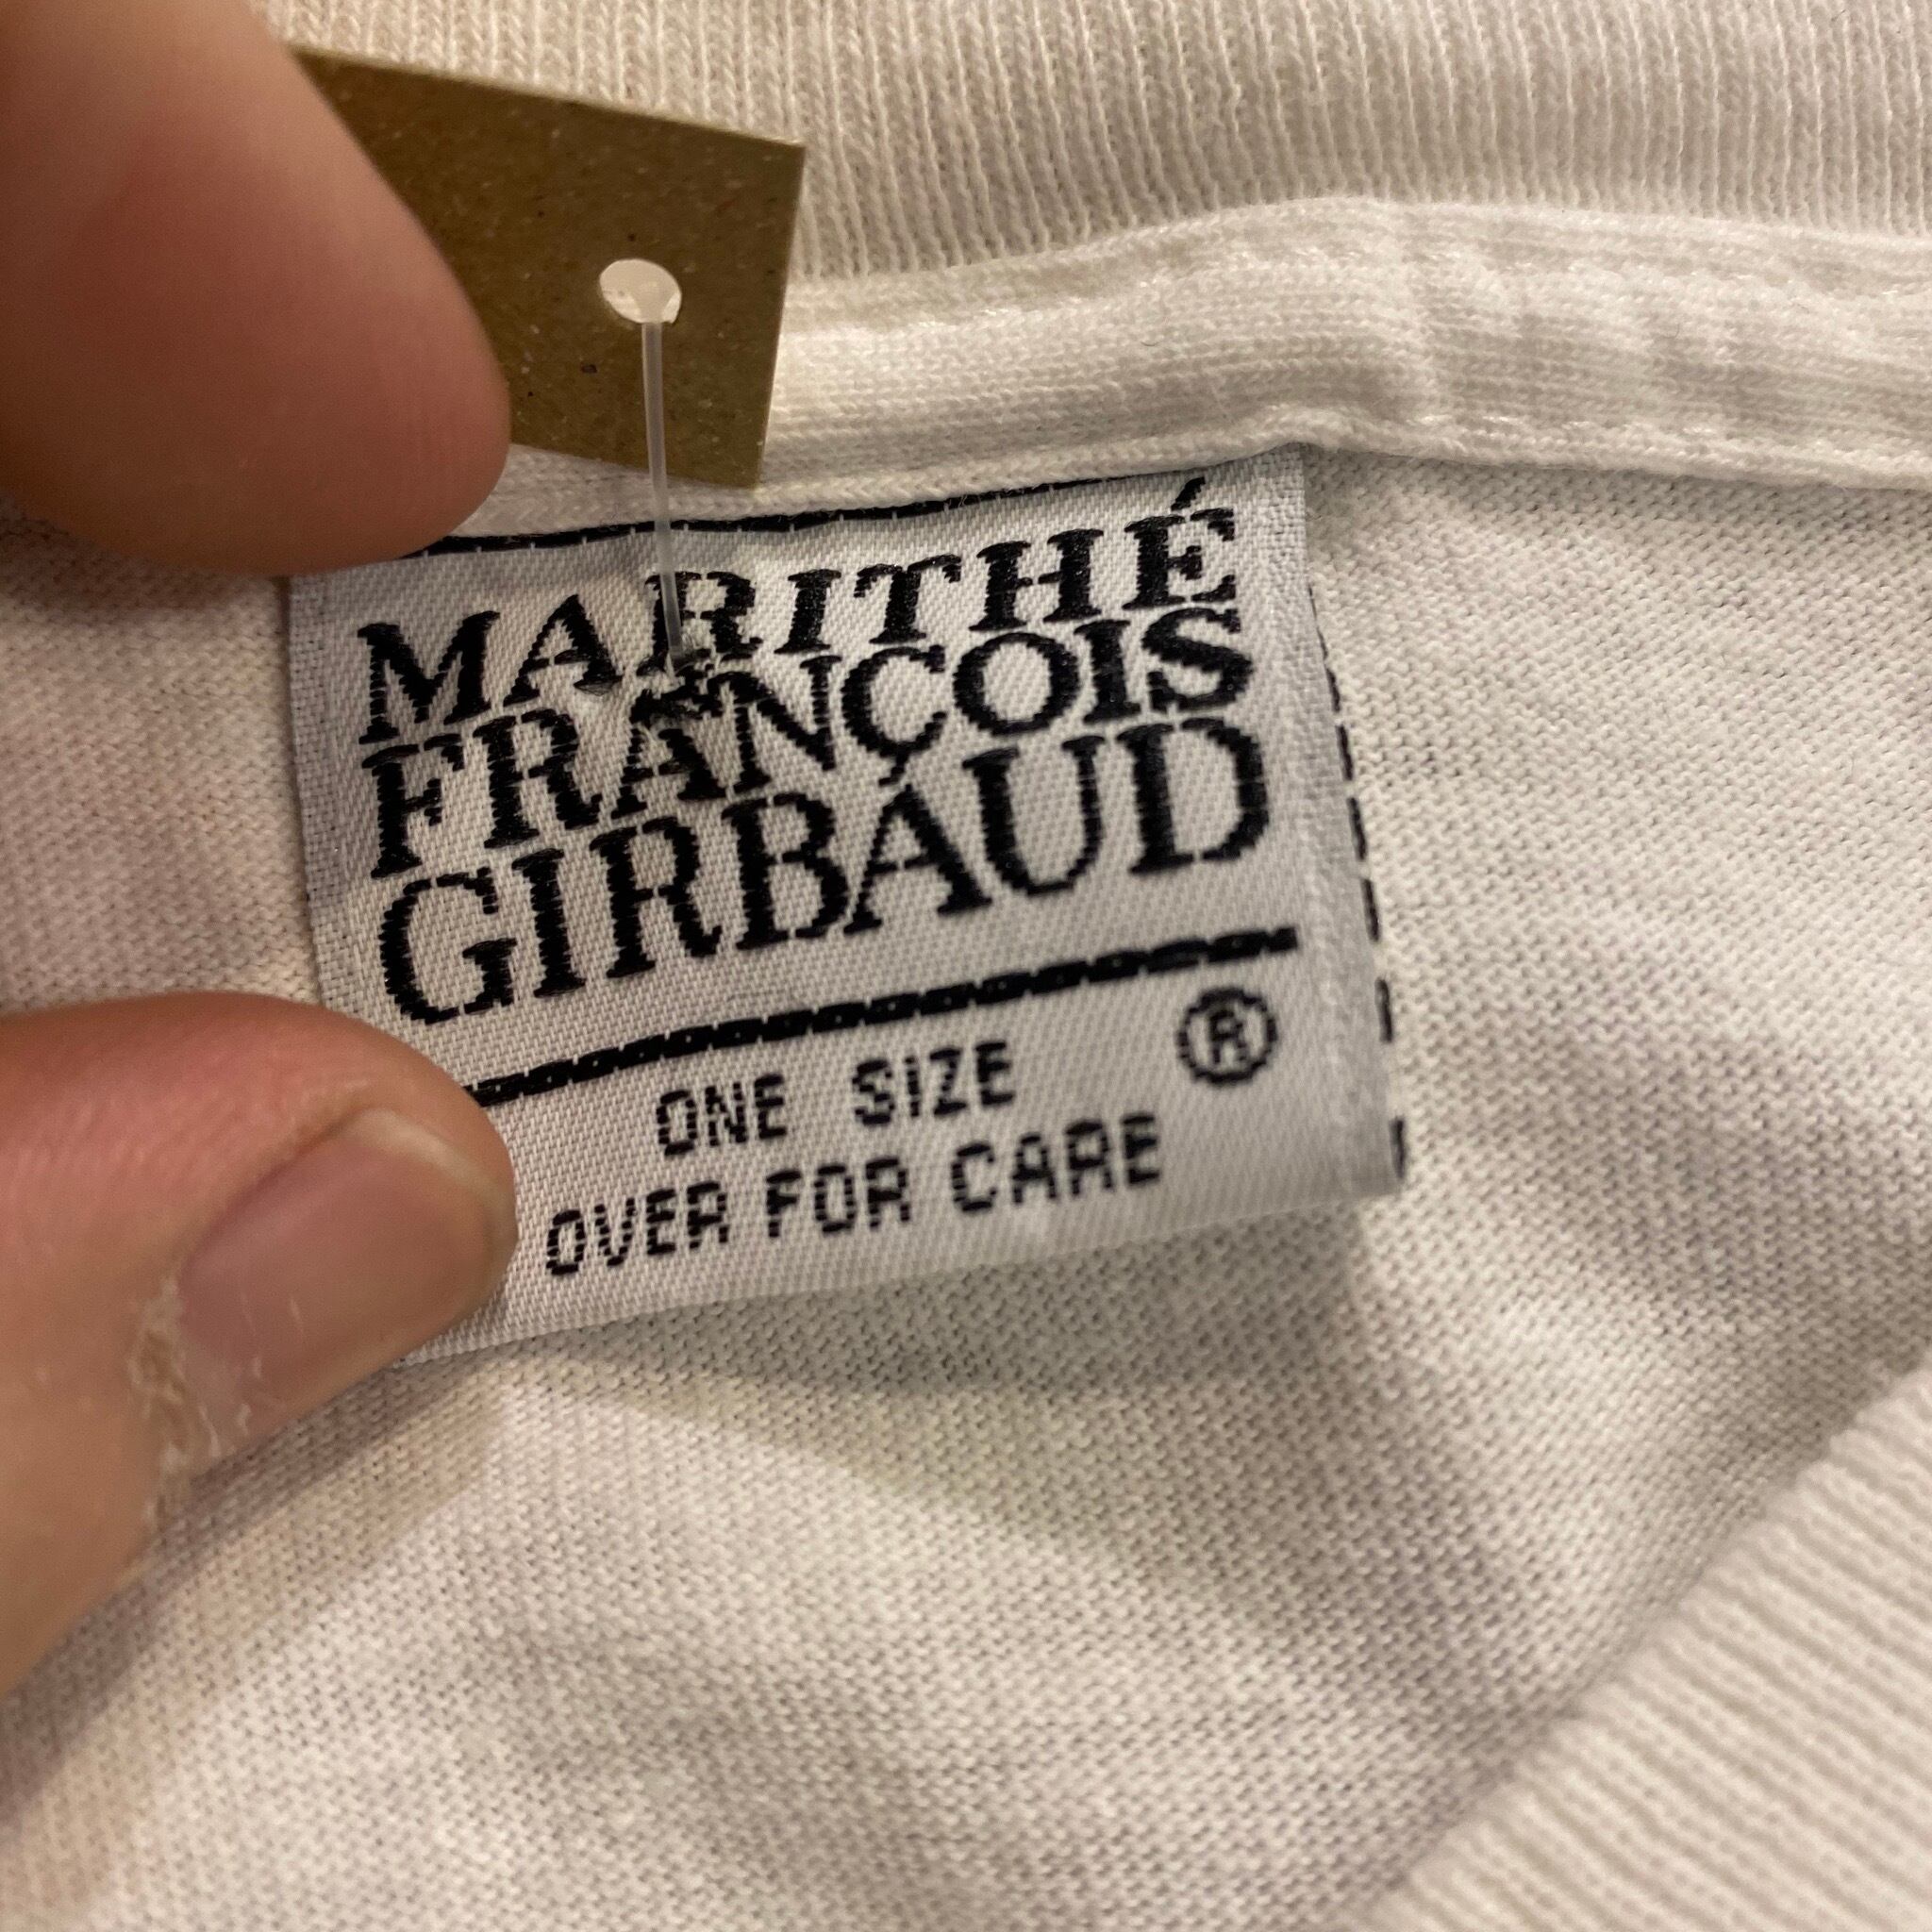 MARITHÉ
FRANÇOIS
GIRBAUD
®
ONE SIZE
OVER FOR CARE